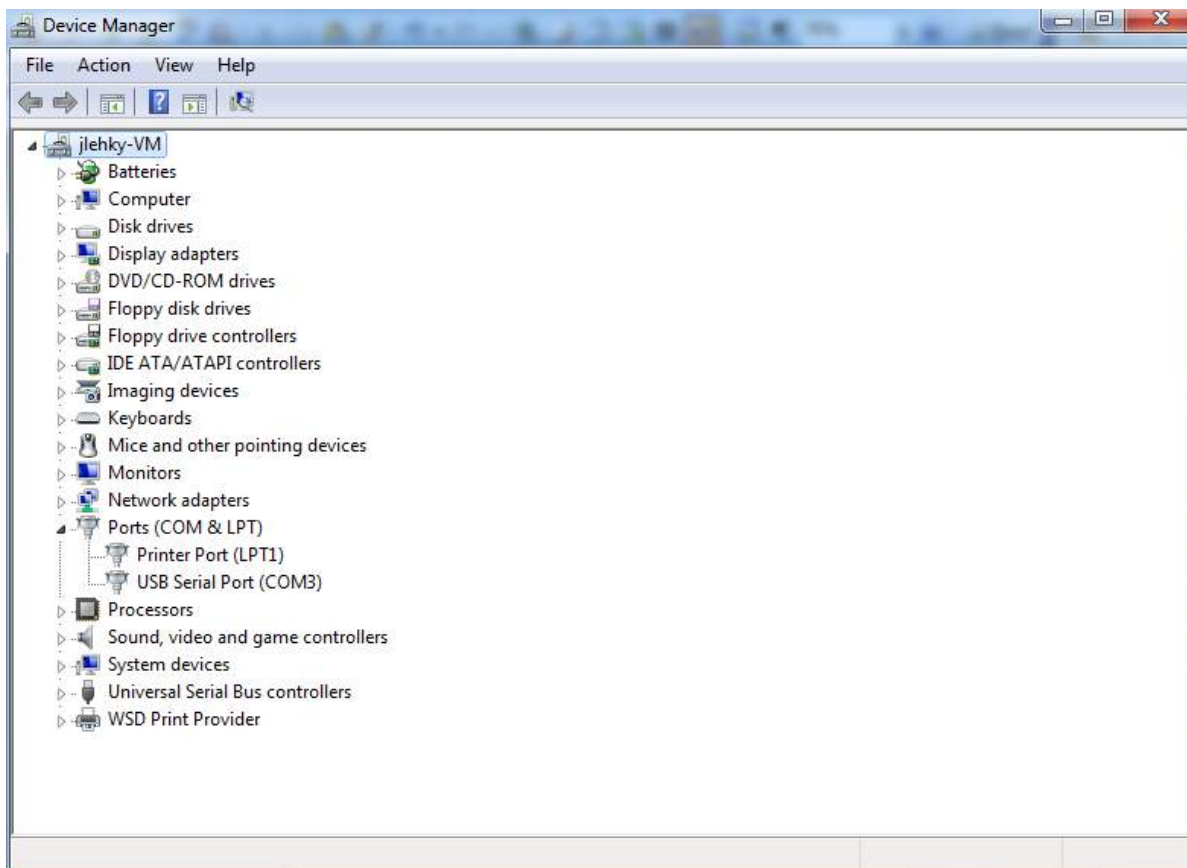 Device Manager
File Action View Help
jlehky-VM
Batteries
Computer
Disk drives
Display adapters
DVD/CD-ROM drives
Floppy disk drives
Floppy drive controllers
IDE ATA/ATAPI controllers
Imaging devices
Keyboards
Mice and other pointing devices
Monitors
Network adapters
Ports (COM & LPT)
Printer Port (LPT1)
USB Serial Port (COM3)
Processors
Sound, video and game controllers
System devices
Universal Serial Bus controllers
WSD Print Provider